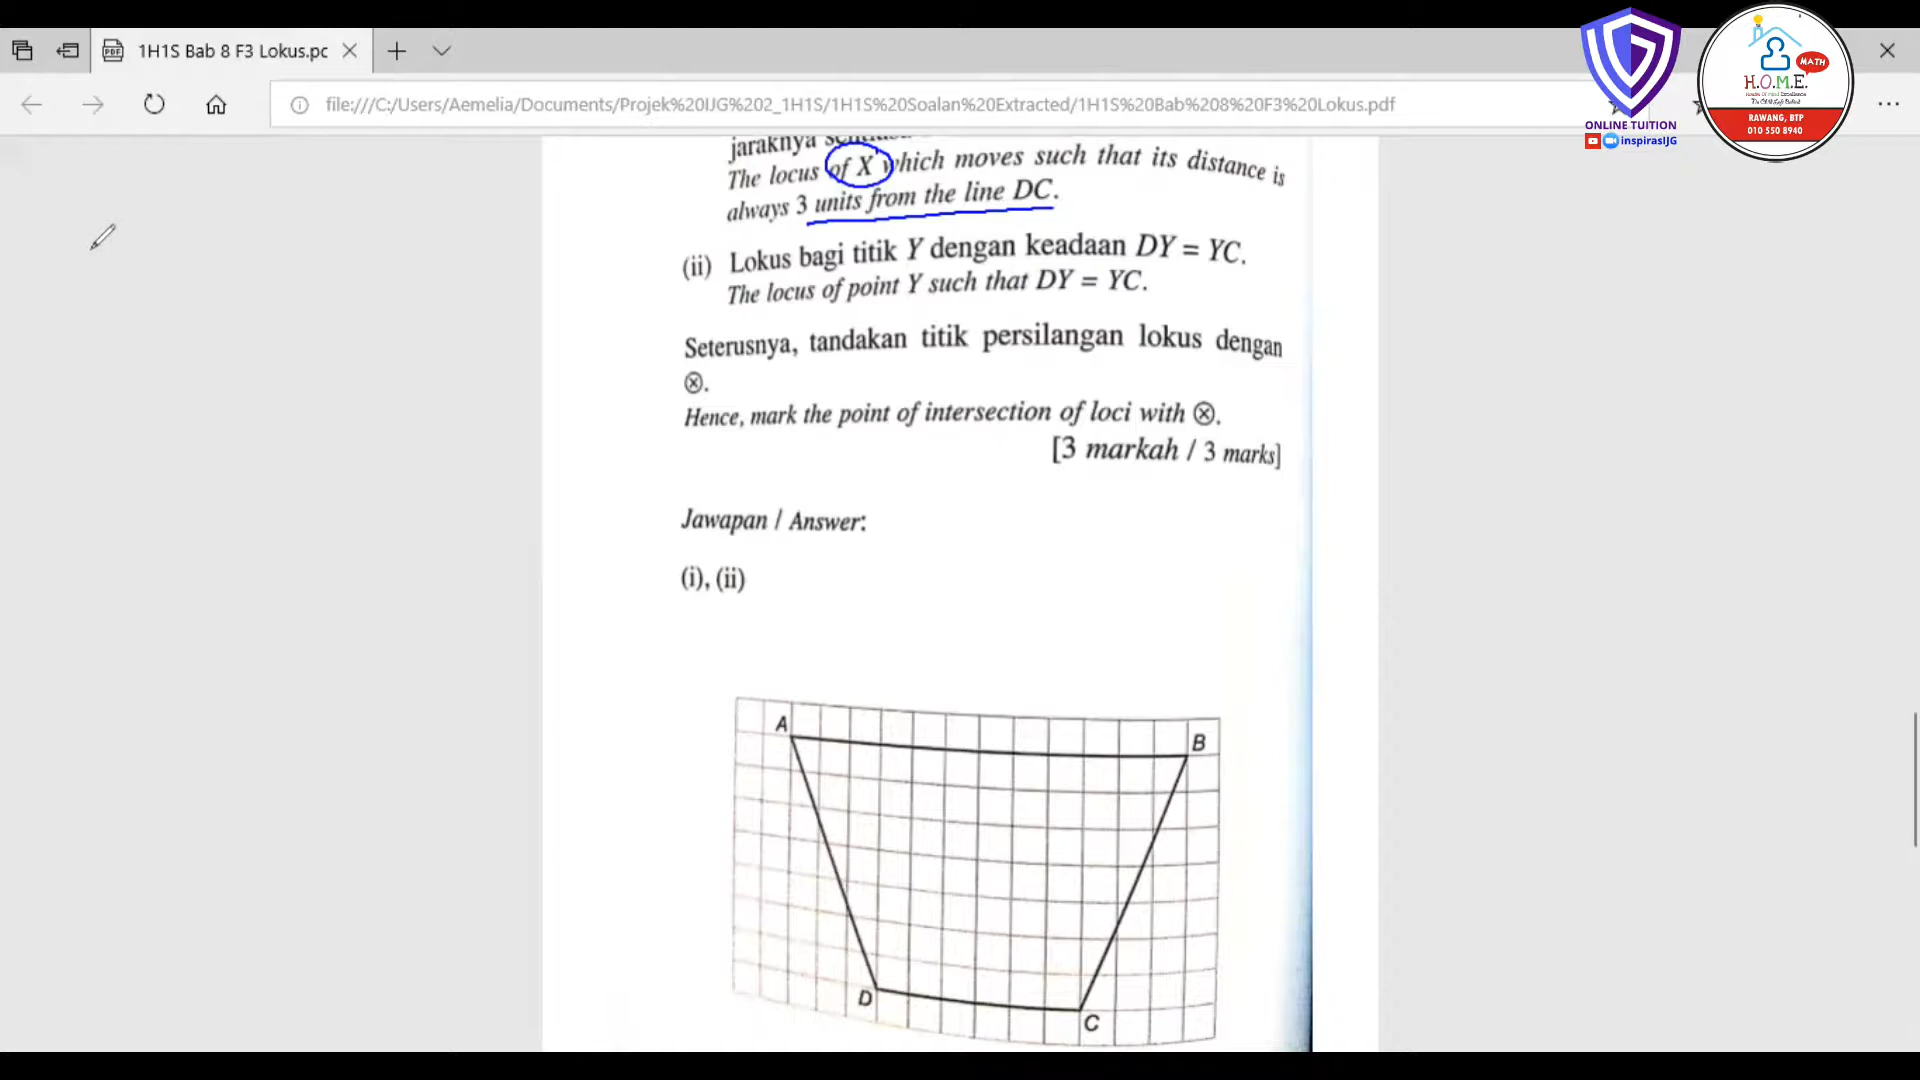 1H1S Bab 8 F3 Lokus.pc
file:///C:/Users/Aemelia/Documents/Projek%20IJG%202_1H1S/1H1S%20Soalan%20Extracted/1H1S%20Bab%208%20F3%20Lokus.pdf
ONLINE TUITION
inspirasIJG
MATH
H.O.M.E.
RAWANG, BTP
010 550 8940
jaraknya
The locus of X which moves such that its distance is
always 3 units from the line DC.
(ii) Lokus bagi titik Y dengan keadaan DY = YC.
The locus of point Y such that DY = YC.
Seterusnya, tandakan titik persilangan lokus dengan
⊗.
Hence, mark the point of intersection of loci with ⊗.
[3 markah / 3 marks]
Jawapan / Answer:
(i), (ii)
A
B
D
C